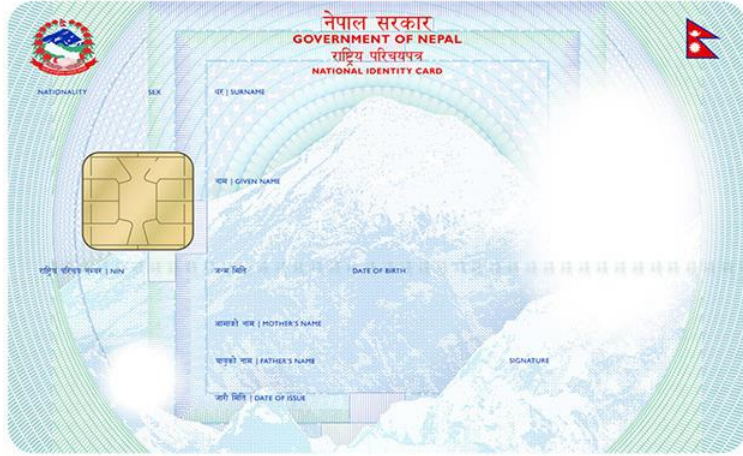 नेपाल सरकार
GOVERNMENT OF NEPAL
राष्ट्रिय परिचयपत्र
NATIONAL IDENTITY CARD
NATIONALITY
SEX
थर | SURNAME
नाम | GIVEN NAME
राष्ट्रिय परिचय नम्बर | NIN
जन्म मिति
DATE OF BIRTH
आमाको नाम | MOTHER'S NAME
बाबुको नाम | FATHER'S NAME
SIGNATURE
जारी मिति | DATE OF ISSUE